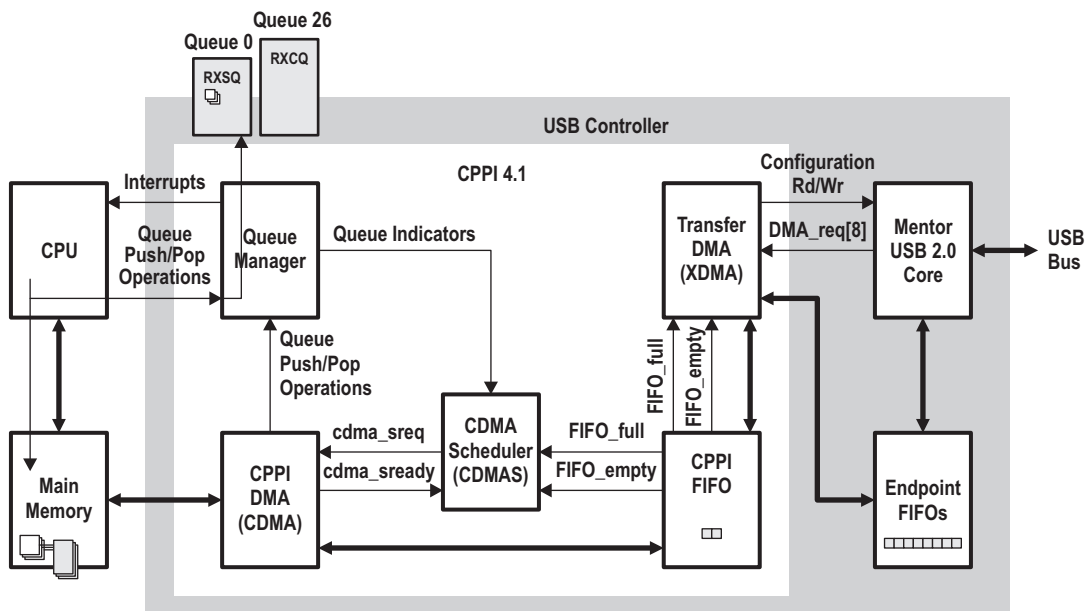 Queue 26
Queue 0
RXCQ
RXSQ
USB Controller
CPPI 4.1
Configuration
Rd/Wr
Interrupts
CPU
Queue
Push/Pop
Operations
Queue
Manager
Queue Indicators
Transfer
DMA
(XDMA)
DMA_req[8]
Mentor
USB 2.0
Core
USB
Bus
Queue
Push/Pop
Operations
FIFO_full
FIFO_empty
Main
Memory
CPPI
DMA
(CDMA)
cdma_sreq
cdma_sready
CDMA
Scheduler
(CDMAS)
FIFO_full
FIFO_empty
CPPI
FIFO
Endpoint
FIFOs